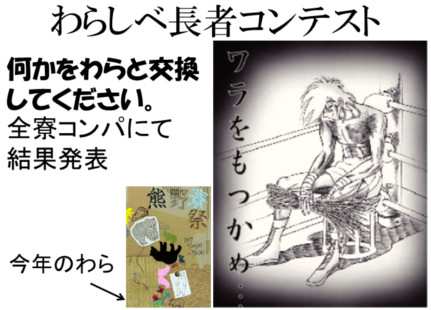 わらしべ長者コンテスト
何かをわらと交換
してください。
全寮コンパにて
結果発表
ワラをもつかめ…
熊野寮祭
今年のわら